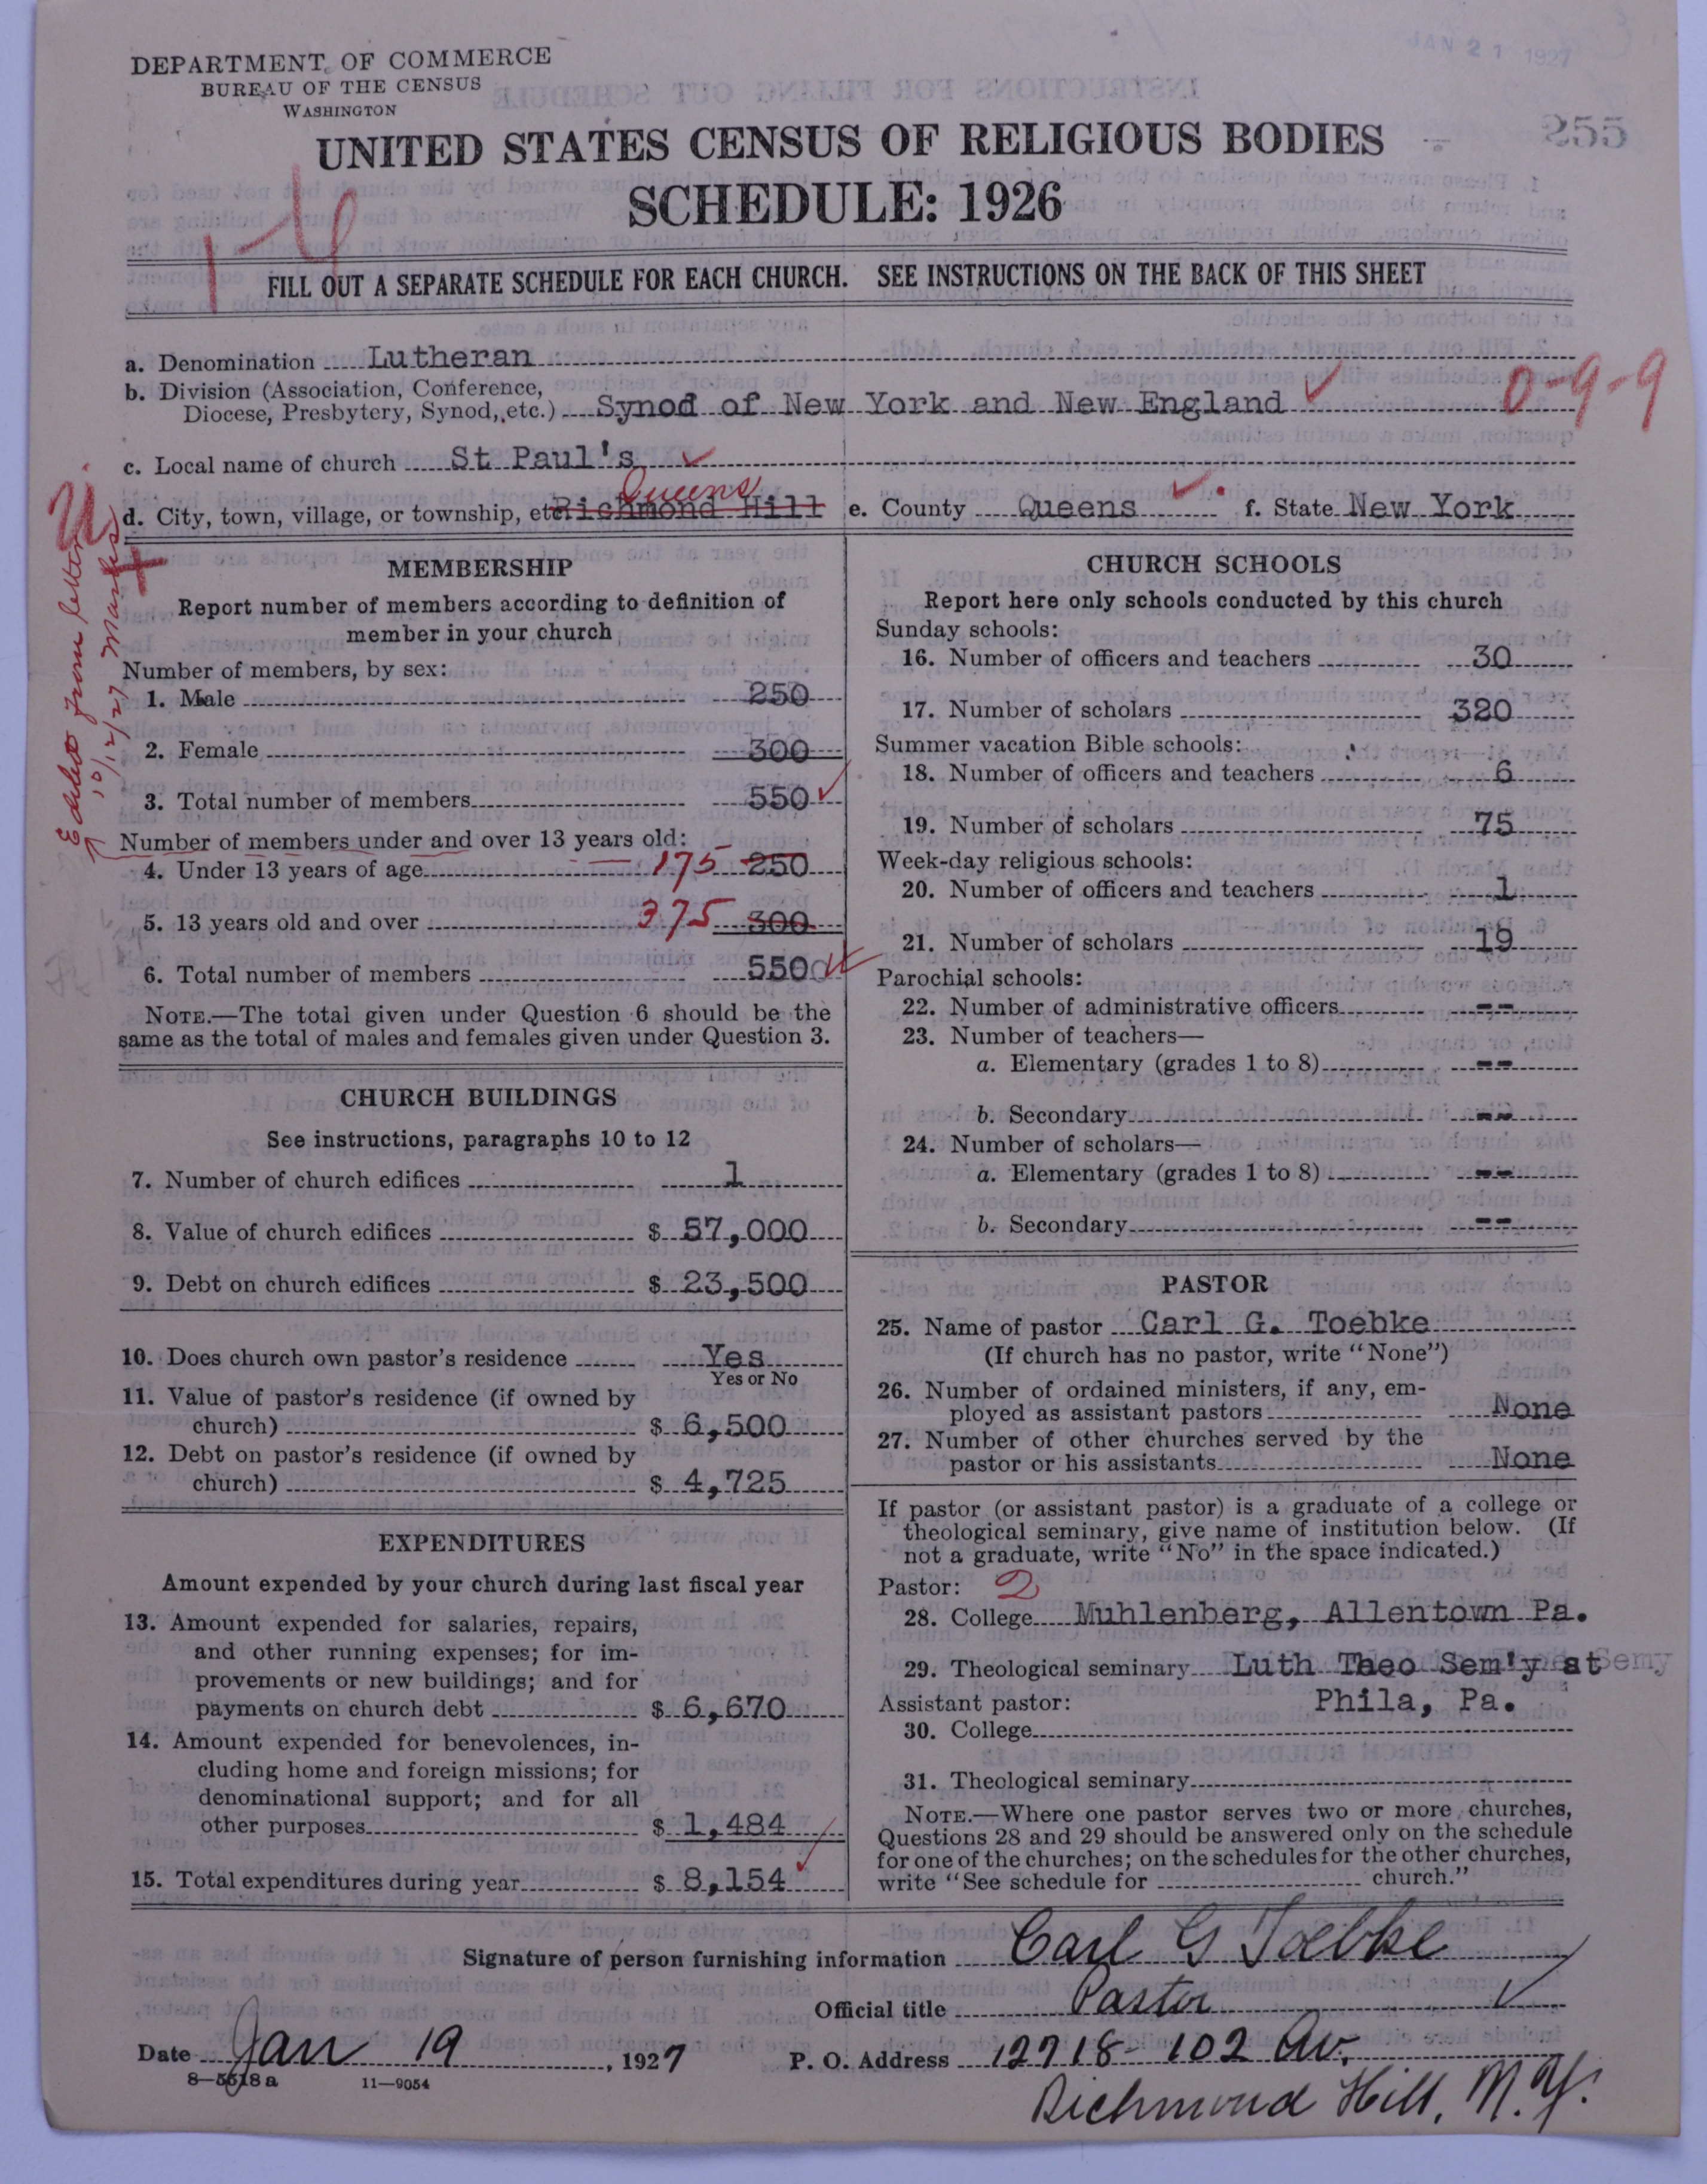 DEPARTMENT OF COMMERCE
BUREAU OF THE CENSUS
WASHINGTON
JAN 21 1927
UNITED STATES CENSUS OF RELIGIOUS BODIES
255
SCHEDULE: 1926
FILL OUT A SEPARATE SCHEDULE FOR EACH CHURCH. SEE INSTRUCTIONS ON THE BACK OF THIS SHEET
a. Denomination Lutheran
b. Division (Association, Conference,
Diocese, Presbytery, Synod, etc.) Synod of New York and New England 0-9-9
c. Local name of church St Paul's
Queens
d. City, town, village, or township, etc. Richmond Hill e. County Queens f. State New York
Edited from letter
10/12/27
MEMBERSHIP
Report number of members according to definition of
member in your church
Number of members, by sex:
1. Male 250
2. Female 300
3. Total number of members 550
Number of members under and over 13 years old:
4. Under 13 years of age 175 250
5. 13 years old and over 375 300
6. Total number of members 550
NOTE.—The total given under Question 6 should be the
same as the total of males and females given under Question 3.
CHURCH BUILDINGS
See instructions, paragraphs 10 to 12
7. Number of church edifices 1
8. Value of church edifices $ 57,000
9. Debt on church edifices $ 23,500
10. Does church own pastor's residence Yes
Yes or No
11. Value of pastor's residence (if owned by
church) $ 6,500
12. Debt on pastor's residence (if owned by
church) $ 4,725
EXPENDITURES
Amount expended by your church during last fiscal year
13. Amount expended for salaries, repairs,
and other running expenses; for im-
provements or new buildings; and for
payments on church debt $ 6,670
14. Amount expended for benevolences, in-
cluding home and foreign missions; for
denominational support; and for all
other purposes $ 1,484
15. Total expenditures during year $ 8,154
CHURCH SCHOOLS
Report here only schools conducted by this church
Sunday schools:
16. Number of officers and teachers 30
17. Number of scholars 320
Summer vacation Bible schools:
18. Number of officers and teachers 6
19. Number of scholars 75
Week-day religious schools:
20. Number of officers and teachers 1
21. Number of scholars 19
Parochial schools:
22. Number of administrative officers --
23. Number of teachers—
a. Elementary (grades 1 to 8) --
b. Secondary --
24. Number of scholars—
a. Elementary (grades 1 to 8) --
b. Secondary --
PASTOR
25. Name of pastor Carl G. Toebke
(If church has no pastor, write "None")
26. Number of ordained ministers, if any, em-
ployed as assistant pastors None
27. Number of other churches served by the
pastor or his assistants None
If pastor (or assistant pastor) is a graduate of a college or
theological seminary, give name of institution below. (If
not a graduate, write "No" in the space indicated.)
Pastor: 2
28. College Muhlenberg, Allentown Pa.
29. Theological seminary Luth Theo Sem'y at
Phila, Pa.
Assistant pastor:
30. College
31. Theological seminary
NOTE.—Where one pastor serves two or more churches,
Questions 28 and 29 should be answered only on the schedule
for one of the churches; on the schedules for the other churches,
write "See schedule for church."
Signature of person furnishing information Carl G Toebke
Official title Pastor
Date Jan 19, 1927 P. O. Address 12718-102 Av.
Richmond Hill, N.Y.
8—5518 a 11—9054